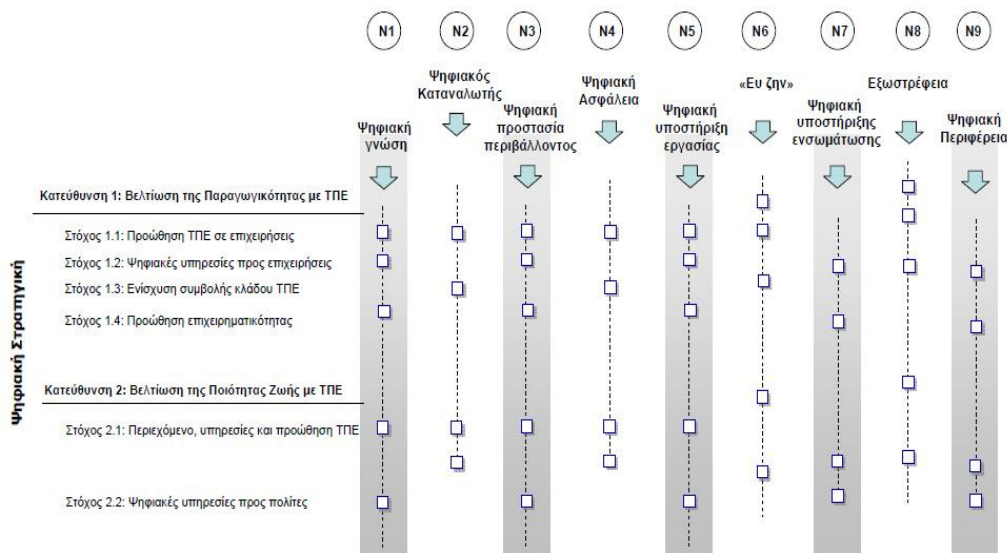 N1
N2
N3
N4
N5
N6
N7
N8
N9
Ψηφιακή
γνώση
Ψηφιακός
Καταναλωτής
Ψηφιακή
προστασία
περιβάλλοντος
Ψηφιακή
Ασφάλεια
Ψηφιακή
υποστήριξη
εργασίας
«Ευ ζην»
Ψηφιακή
υποστήριξης
ενσωμάτωσης
Εξωστρέφεια
Ψηφιακή
Περιφέρεια
Ψηφιακή Στρατηγική
Κατεύθυνση 1: Βελτίωση της Παραγωγικότητας με ΤΠΕ
Στόχος 1.1: Προώθηση ΤΠΕ σε επιχειρήσεις
Στόχος 1.2: Ψηφιακές υπηρεσίες προς επιχειρήσεις
Στόχος 1.3: Ενίσχυση συμβολής κλάδου ΤΠΕ
Στόχος 1.4: Προώθηση επιχειρηματικότητας
Κατεύθυνση 2: Βελτίωση της Ποιότητας Ζωής με ΤΠΕ
Στόχος 2.1: Περιεχόμενο, υπηρεσίες και προώθηση ΤΠΕ
Στόχος 2.2: Ψηφιακές υπηρεσίες προς πολίτες